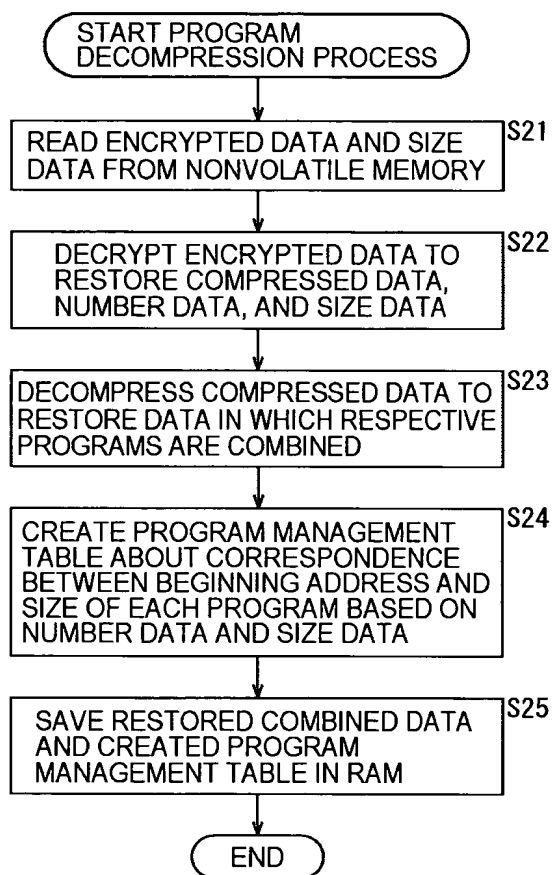 START PROGRAM
DECOMPRESSION PROCESS
S21
READ ENCRYPTED DATA AND SIZE
DATA FROM NONVOLATILE MEMORY
S22
DECRYPT ENCRYPTED DATA TO
RESTORE COMPRESSED DATA,
NUMBER DATA, AND SIZE DATA
S23
DECOMPRESS COMPRESSED DATA TO
RESTORE DATA IN WHICH RESPECTIVE
PROGRAMS ARE COMBINED
S24
CREATE PROGRAM MANAGEMENT
TABLE ABOUT CORRESPONDENCE
BETWEEN BEGINNING ADDRESS AND
SIZE OF EACH PROGRAM BASED ON
NUMBER DATA AND SIZE DATA
S25
SAVE RESTORED COMBINED DATA
AND CREATED PROGRAM
MANAGEMENT TABLE IN RAM
END